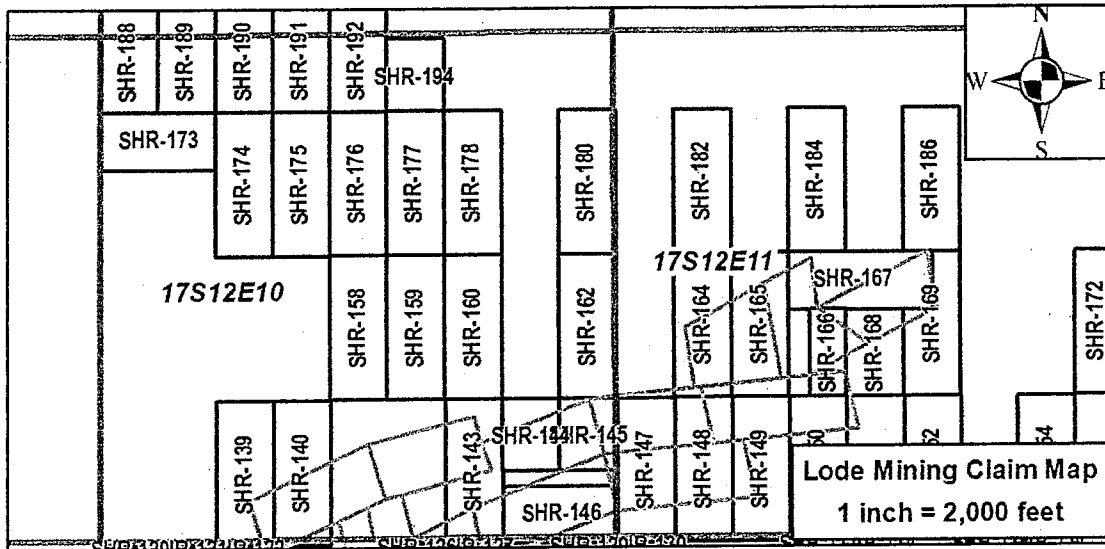 N
W E
S
SHR-188 SHR-189 SHR-190 SHR-191 SHR-192
SHR-194
SHR-173
SHR-174 SHR-175 SHR-176 SHR-177 SHR-178 SHR-180 SHR-182 SHR-184 SHR-186
17S12E10
17S12E11
SHR-167
SHR-158 SHR-159 SHR-160 SHR-162 SHR-164 SHR-165 SHR-166 SHR-168 SHR-169 SHR-172
SHR-139 SHR-140 SHR-143 SHR-144 SHR-145 SHR-147 SHR-148 SHR-149
SHR-146
Lode Mining Claim Map
1 inch = 2,000 feet